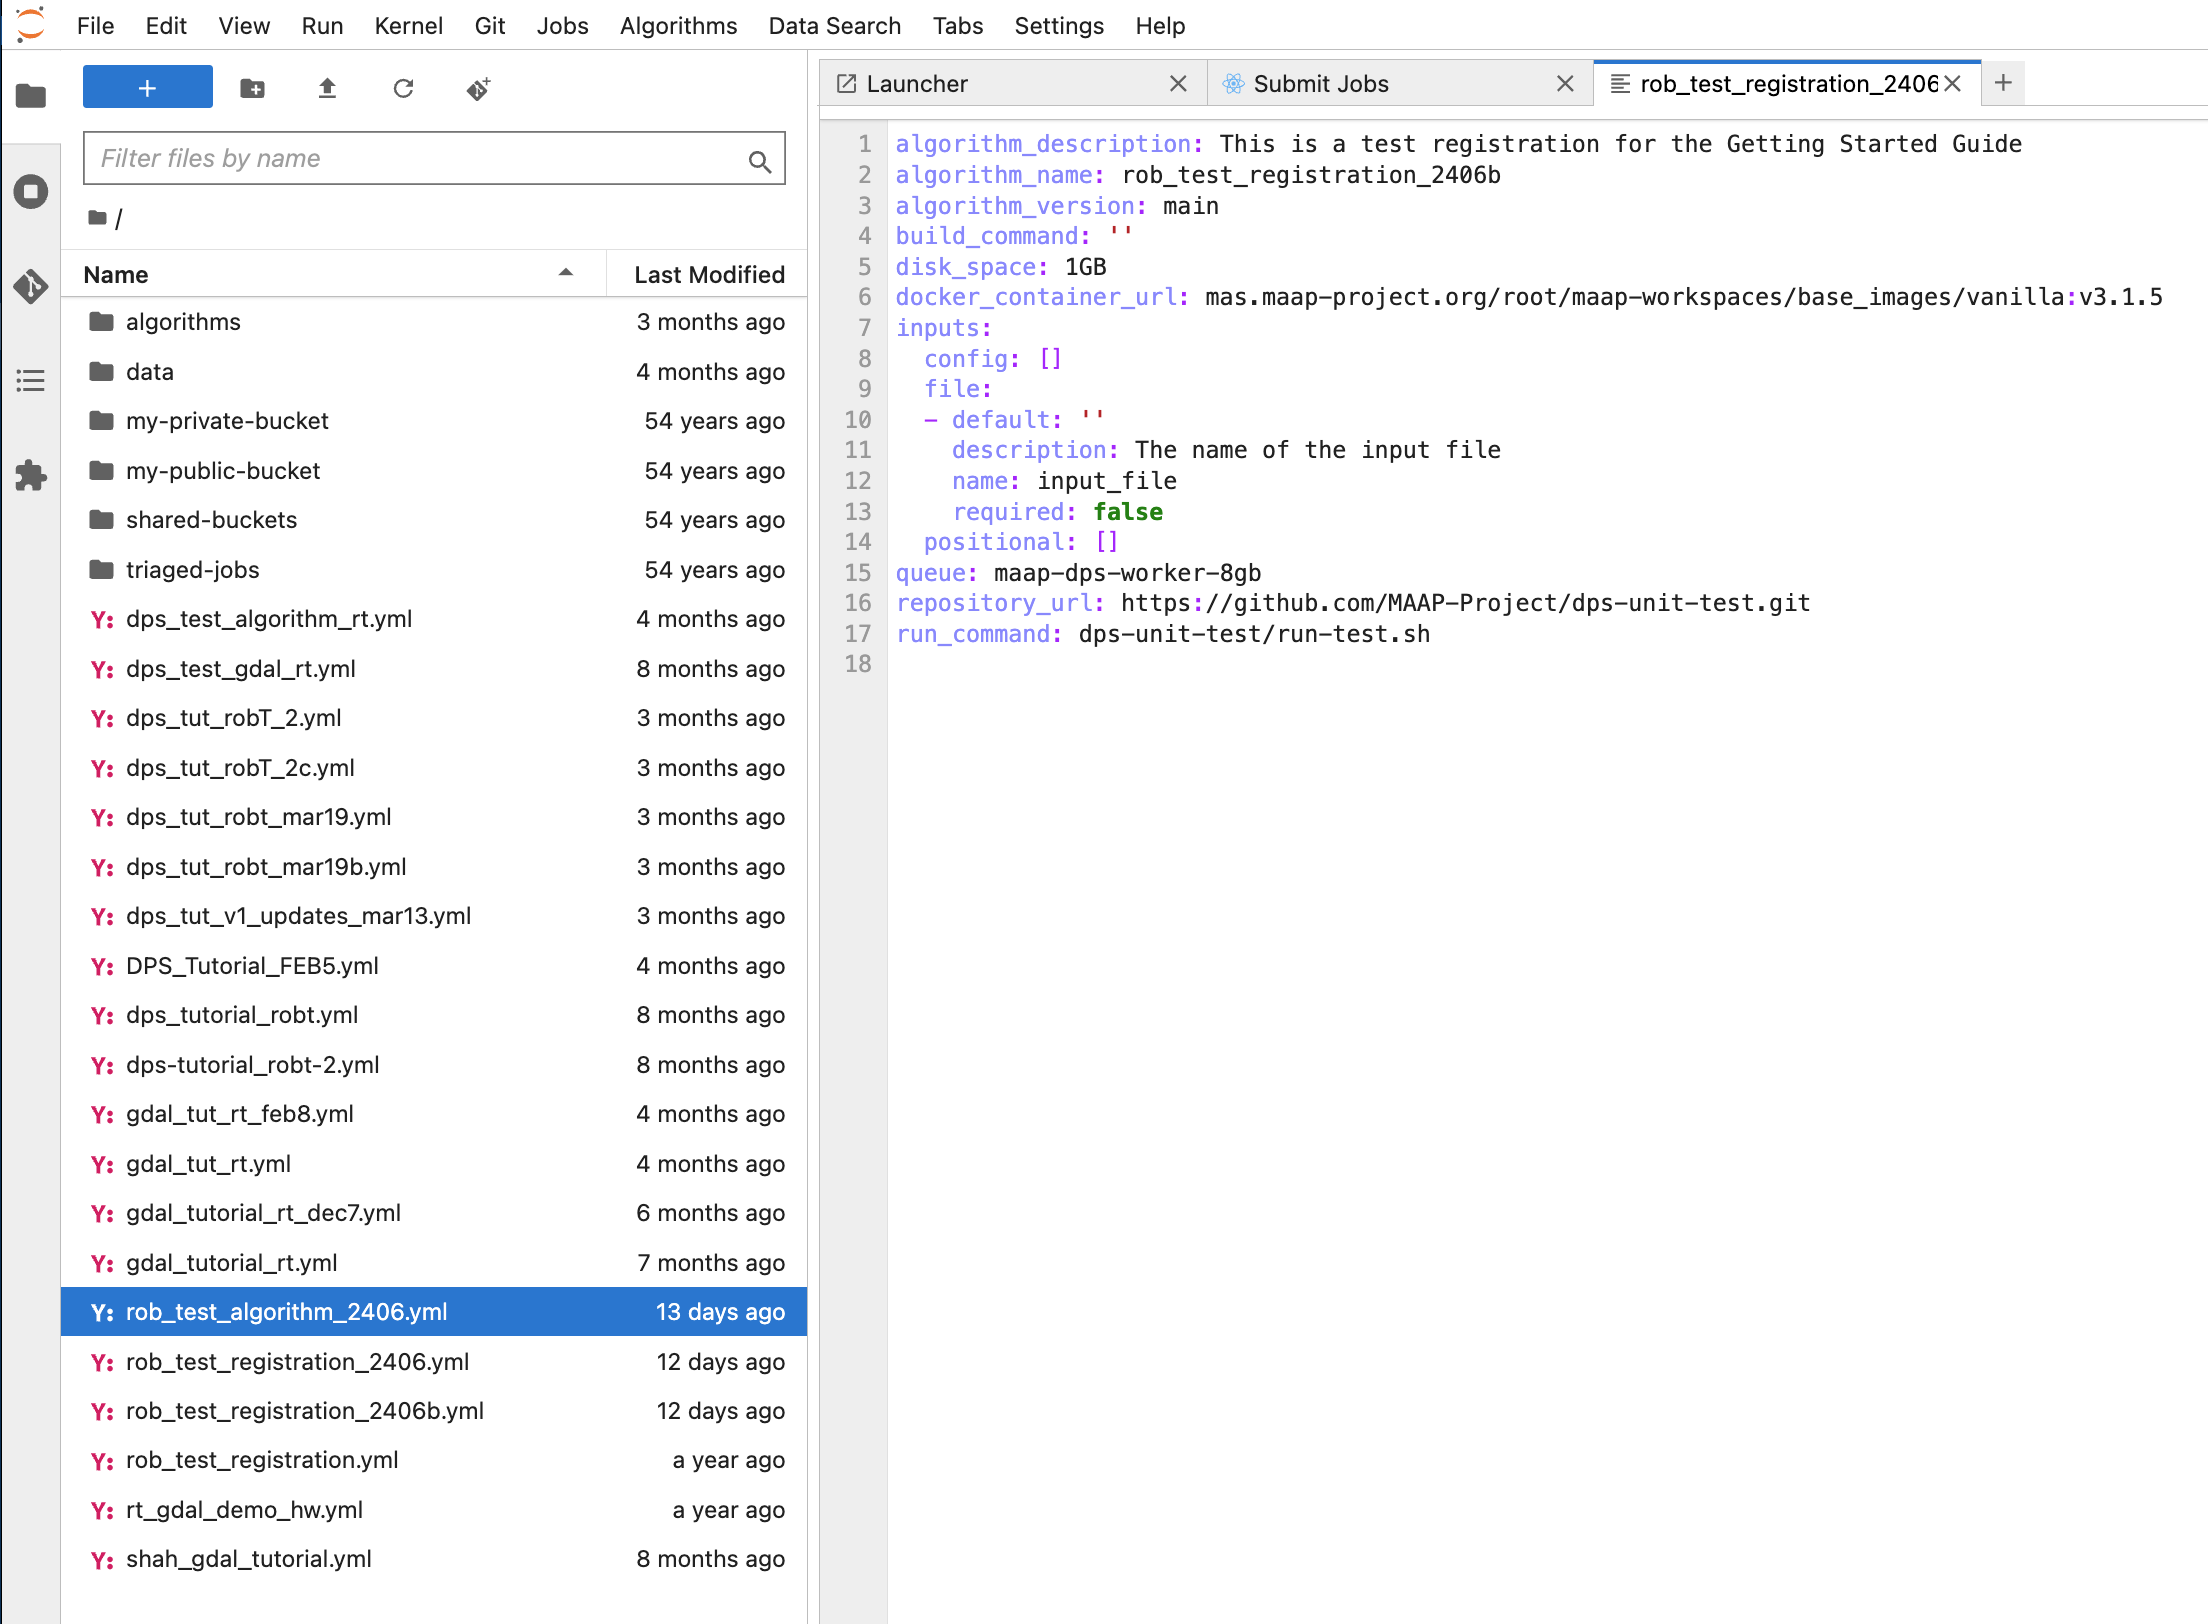 File Edit View Run Kernel Git Jobs Algorithms Data Search Tabs Settings Help
+
Filter files by name
/
Name Last Modified
algorithms 3 months ago
data 4 months ago
my-private-bucket 54 years ago
my-public-bucket 54 years ago
shared-buckets 54 years ago
triaged-jobs 54 years ago
Y: dps_test_algorithm_rt.yml 4 months ago
Y: dps_test_gdal_rt.yml 8 months ago
Y: dps_tut_robT_2.yml 3 months ago
Y: dps_tut_robT_2c.yml 3 months ago
Y: dps_tut_robt_mar19.yml 3 months ago
Y: dps_tut_robt_mar19b.yml 3 months ago
Y: dps_tut_v1_updates_mar13.yml 3 months ago
Y: DPS_Tutorial_FEB5.yml 4 months ago
Y: dps_tutorial_robt.yml 8 months ago
Y: dps-tutorial_robt-2.yml 8 months ago
Y: gdal_tut_rt_feb8.yml 4 months ago
Y: gdal_tut_rt.yml 4 months ago
Y: gdal_tutorial_rt_dec7.yml 6 months ago
Y: gdal_tutorial_rt.yml 7 months ago
Y: rob_test_algorithm_2406.yml 13 days ago
Y: rob_test_registration_2406.yml 12 days ago
Y: rob_test_registration_2406b.yml 12 days ago
Y: rob_test_registration.yml a year ago
Y: rt_gdal_demo_hw.yml a year ago
Y: shah_gdal_tutorial.yml 8 months ago
Launcher Submit Jobs rob_test_registration_2406 +
1 algorithm_description: This is a test registration for the Getting Started Guide
2 algorithm_name: rob_test_registration_2406b
3 algorithm_version: main
4 build_command: ''
5 disk_space: 1GB
6 docker_container_url: mas.maap-project.org/root/maap-workspaces/base_images/vanilla:v3.1.5
7 inputs:
8   config: []
9   file:
10   - default: ''
11     description: The name of the input file
12     name: input_file
13     required: false
14   positional: []
15 queue: maap-dps-worker-8gb
16 repository_url: https://github.com/MAAP-Project/dps-unit-test.git
17 run_command: dps-unit-test/run-test.sh
18